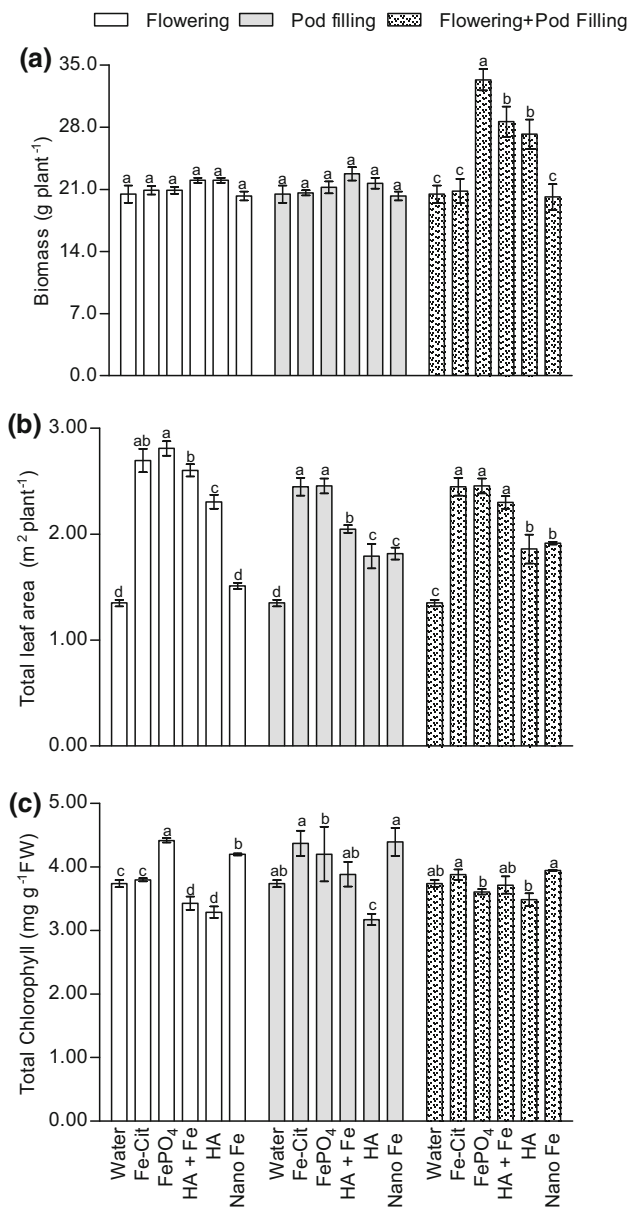 Flowering Pod filling Flowering+Pod Filling
(a)
Biomass (g plant⁻¹)
35.0
28.0
21.0
14.0
7.0
0.0
a a a a a a a a a a a a c c a b b c
(b)
Total leaf area (m² plant⁻¹)
3.00
2.00
1.00
0.00
d ab a b c d d a a b c c c a a a b b
(c)
Total Chlorophyll (mg g⁻¹FW)
5.00
4.00
3.00
2.00
1.00
0.00
c c a d d b ab a b ab c a ab a b ab b a
Water Fe-Cit FePO₄ HA + Fe HA Nano Fe Water Fe-Cit FePO₄ HA + Fe HA Nano Fe Water Fe-Cit FePO₄ HA + Fe HA Nano Fe